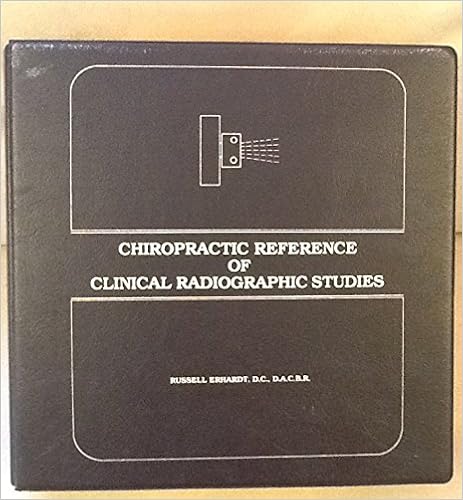 CHIROPRACTIC REFERENCE
OF
CLINICAL RADIOGRAPHIC STUDIES
RUSSELL ERHARDT, D.C., D.A.C.B.R.